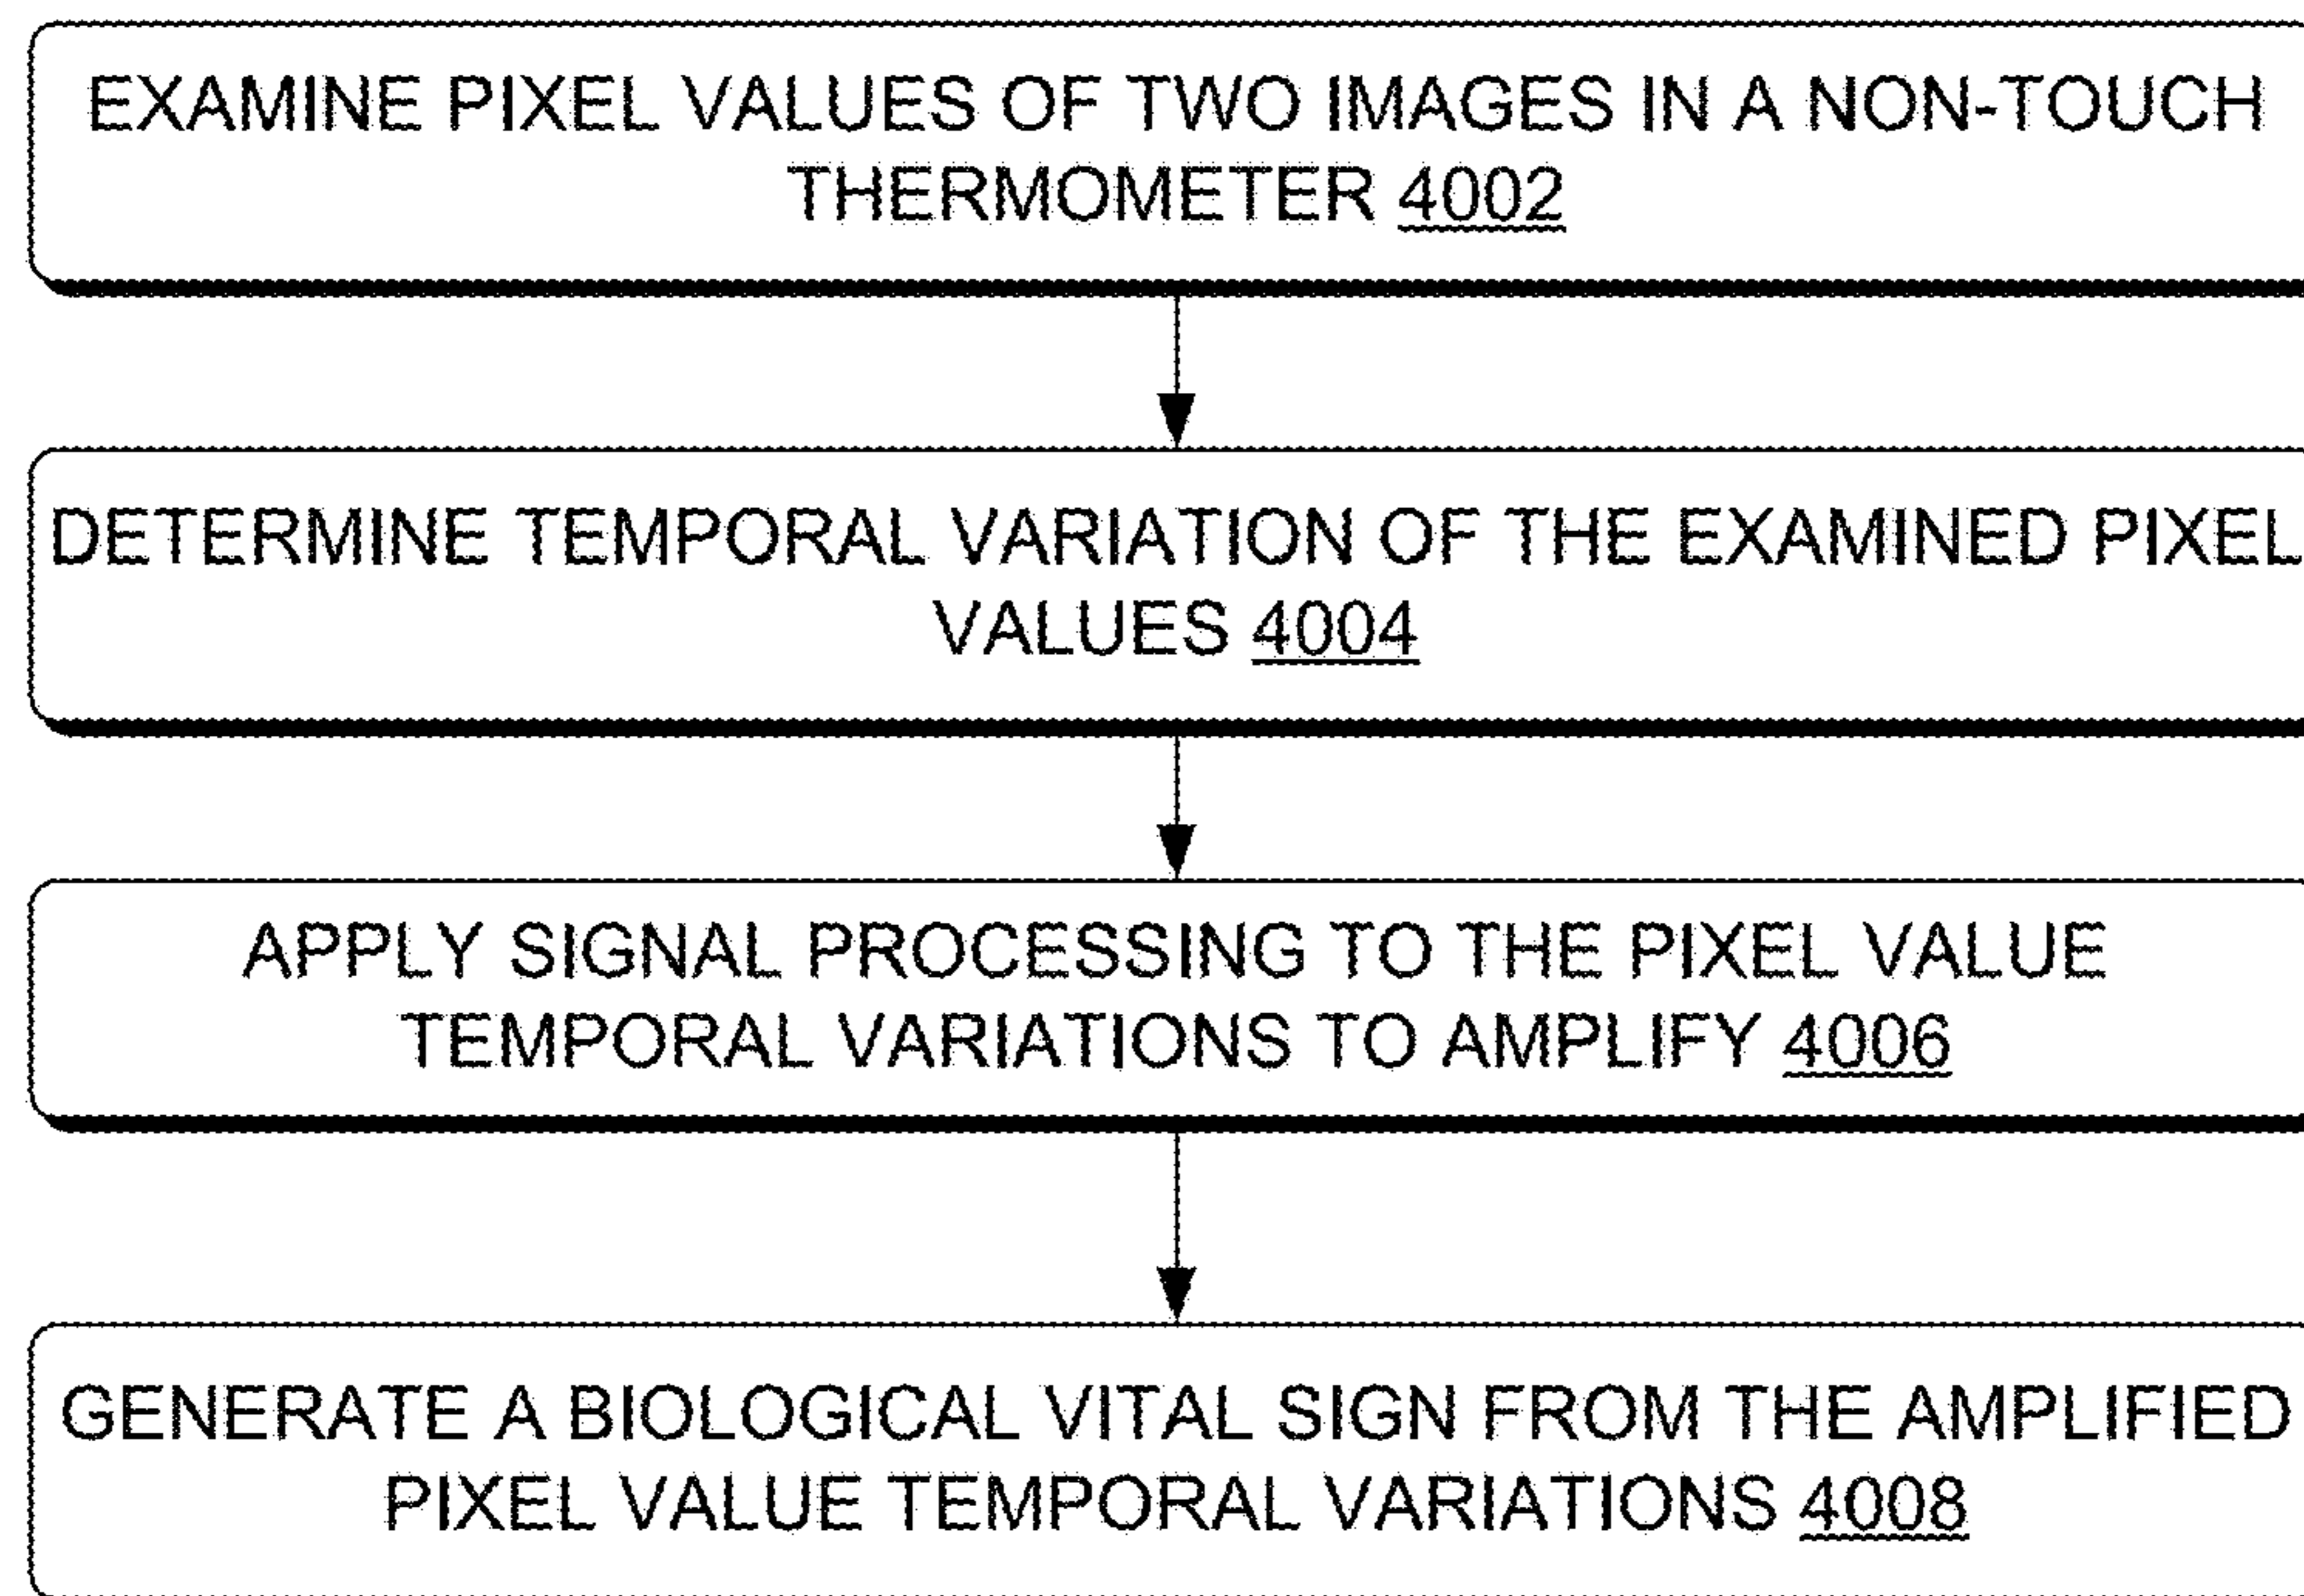 EXAMINE PIXEL VALUES OF TWO IMAGES IN A NON-TOUCH
THERMOMETER 4002
DETERMINE TEMPORAL VARIATION OF THE EXAMINED PIXEL
VALUES 4004
APPLY SIGNAL PROCESSING TO THE PIXEL VALUE
TEMPORAL VARIATIONS TO AMPLIFY 4006
GENERATE A BIOLOGICAL VITAL SIGN FROM THE AMPLIFIED
PIXEL VALUE TEMPORAL VARIATIONS 4008